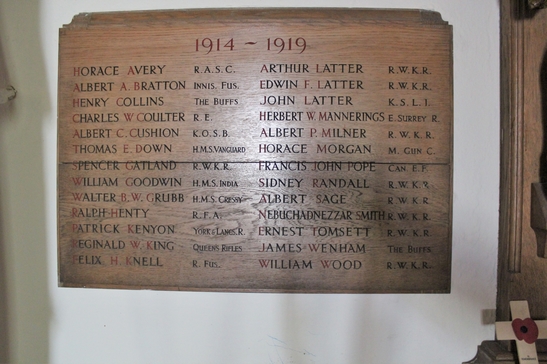 1914 – 1919
HORACE AVERY R.A.S.C.
ALBERT A. BRATTON INNIS. FUS.
HENRY COLLINS THE BUFFS
CHARLES W COULTER R.E.
ALBERT C. CUSHION K.O.S.B.
THOMAS E. DOWN H.M.S. VANGUARD
SPENCER GATLAND R.W.K.R.
WILLIAM GOODWIN H.M.S. INDIA
WALTER B.W. GRUBB H.M.S. CRESSY
RALPH HENTY R.F.A.
PATRICK KENYON YORK & LANCS. R.
REGINALD W. KING QUEEN'S RIFLES
FELIX H. KNELL R. FUS.
ARTHUR LATTER R.W.K.R.
EDWIN F. LATTER R.W.K.R.
JOHN LATTER K.S.L.I.
HERBERT W. MANNERINGS E. SURREY R.
ALBERT P. MILNER R.W.K.R.
HORACE MORGAN M. GUN C.
FRANCIS JOHN POPE CAN. E.F.
SIDNEY RANDALL R.W.K.R.
ALBERT SAGE R.W.K.R.
NEBUCHADNEZZAR SMITH R.W.K.R.
ERNEST TOMSETT R.W.K.R.
JAMES WENHAM THE BUFFS
WILLIAM WOOD R.W.K.R.